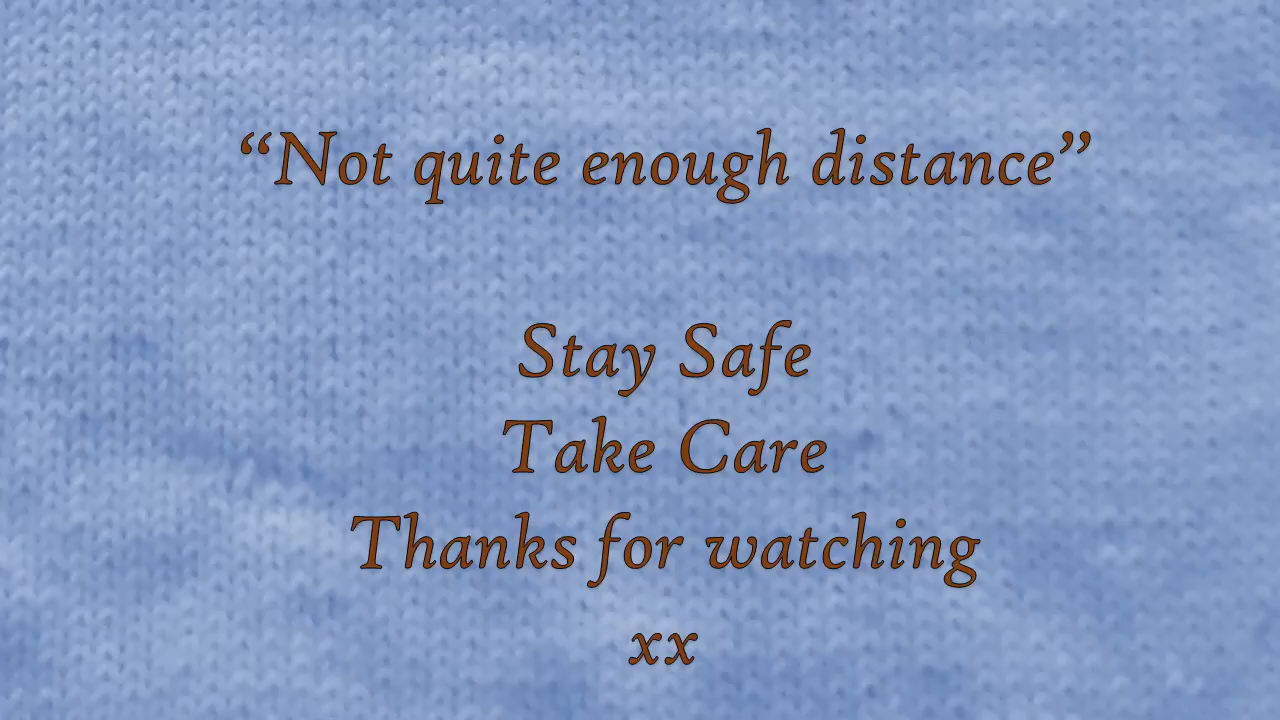 “Not quite enough distance”
Stay Safe
Take Care
Thanks for watching
xx